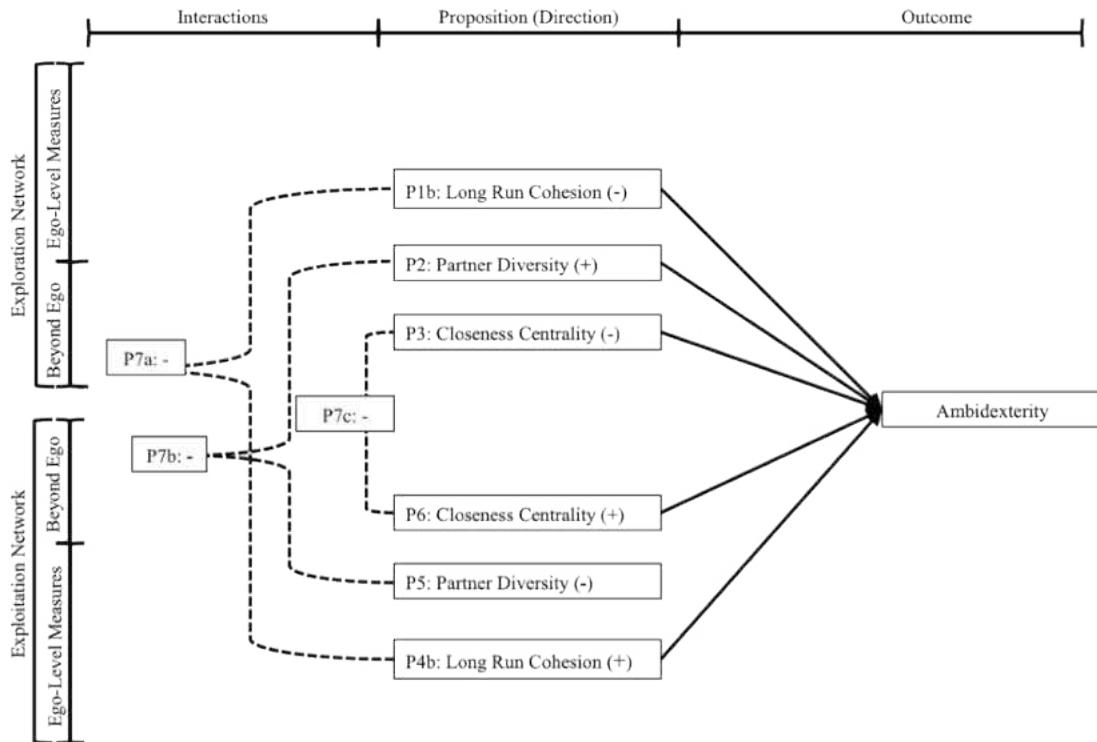 Interactions
Proposition (Direction)
Outcome
Exploration Network
Ego-Level Measures
Beyond Ego
Exploitation Network
Beyond Ego
Ego-Level Measures
P7a: -
P7b: -
P7c: -
P1b: Long Run Cohesion (-)
P2: Partner Diversity (+)
P3: Closeness Centrality (-)
P6: Closeness Centrality (+)
P5: Partner Diversity (-)
P4b: Long Run Cohesion (+)
Ambidexterity